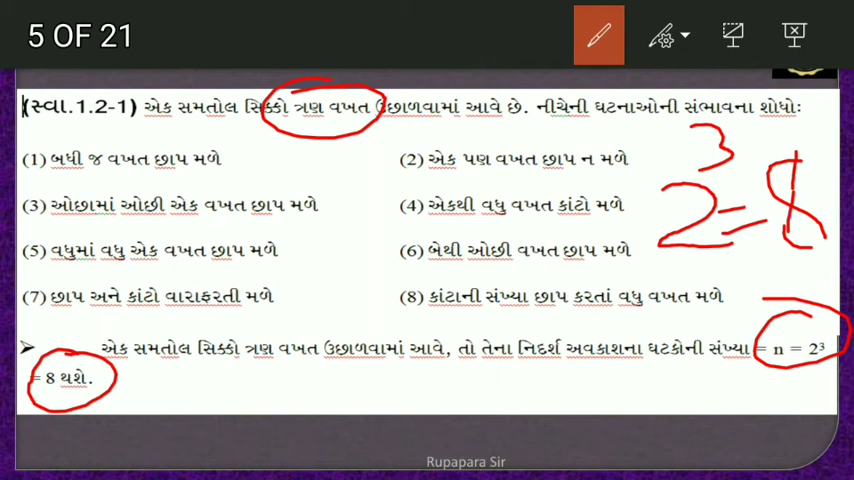 5 OF 21
(સ્વા.1.2-1) એક સમતોલ સિક્કો ત્રણ વખત ઉછાળવામાં આવે છે. નીચેની ઘટનાઓની સંભાવના શોધોઃ
3
(1) બધી જ વખત છાપ મળે (2) એક પણ વખત છાપ ન મળે
(3) ઓછામાં ઓછી એક વખત છાપ મળે (4) એકથી વધુ વખત કાંટો મળે
2 = 8
(5) વધુમાં વધુ એક વખત છાપ મળે (6) બેથી ઓછી વખત છાપ મળે
(7) છાપ અને કાંટો વારાફરતી મળે (8) કાંટાની સંખ્યા છાપ કરતાં વધુ વખત મળે
➢ એક સમતોલ સિક્કો ત્રણ વખત ઉછાળવામાં આવે, તો તેના નિદર્શ અવકાશના ઘટકોની સંખ્યા = n = 2³
= 8 થશે.
Rupapara Sir